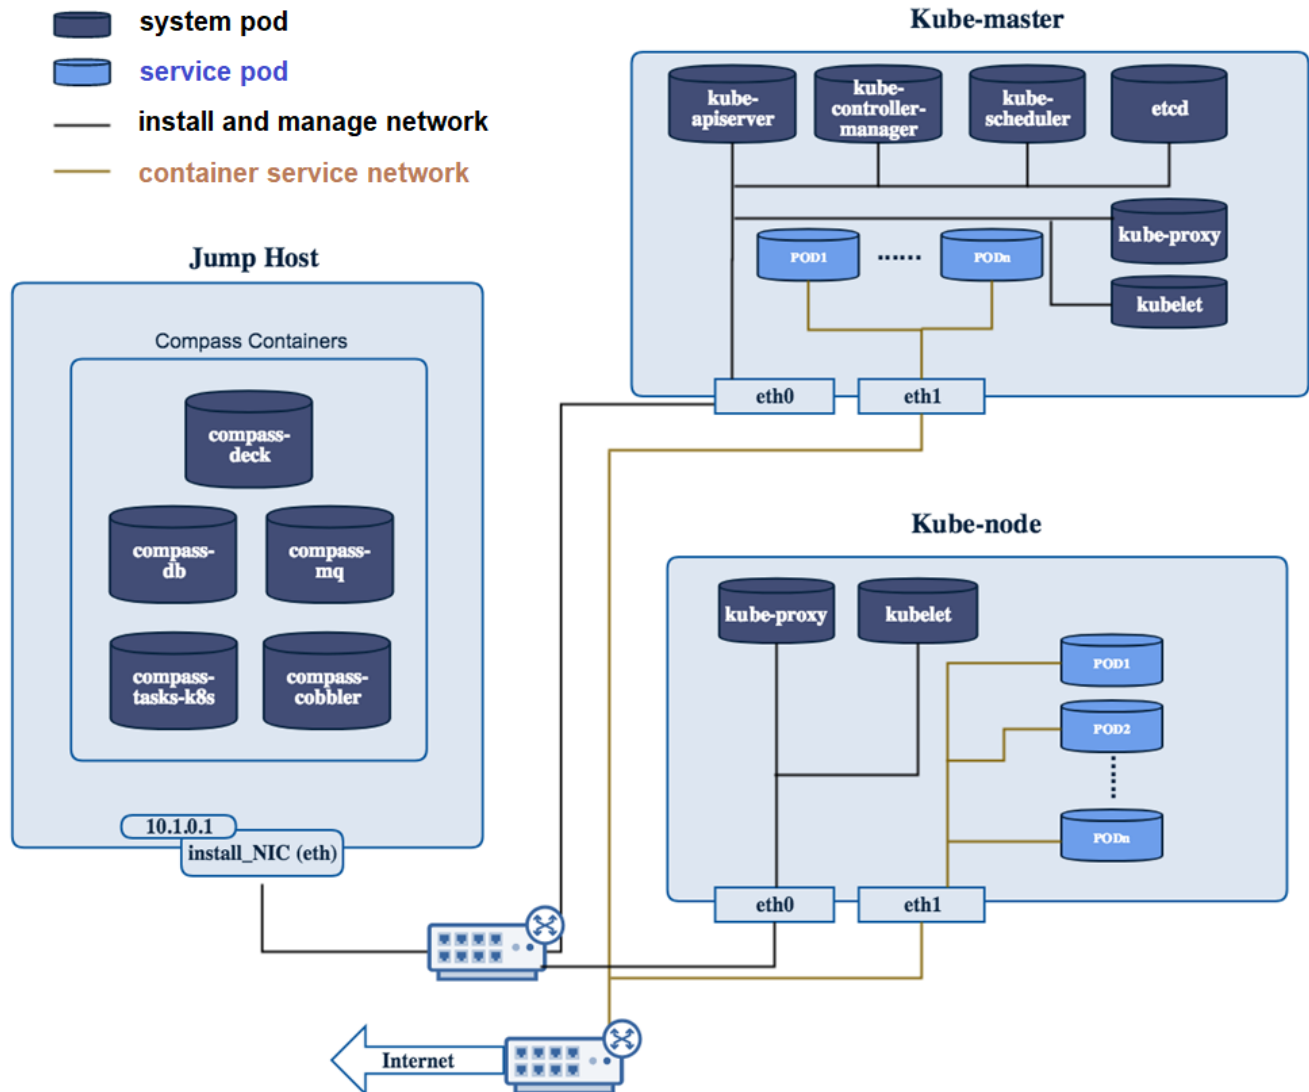 system pod
service pod
install and manage network
container service network
Kube-master
kube-
apiserver
kube-
controller-
manager
kube-
scheduler
etcd
kube-proxy
POD1
......
PODn
kubelet
eth0
eth1
Jump Host
Compass Containers
compass-
deck
compass-
db
compass-
mq
compass-
tasks-k8s
compass-
cobbler
10.1.0.1
install_NIC (eth)
Kube-node
kube-proxy
kubelet
POD1
POD2
PODn
eth0
eth1
Internet